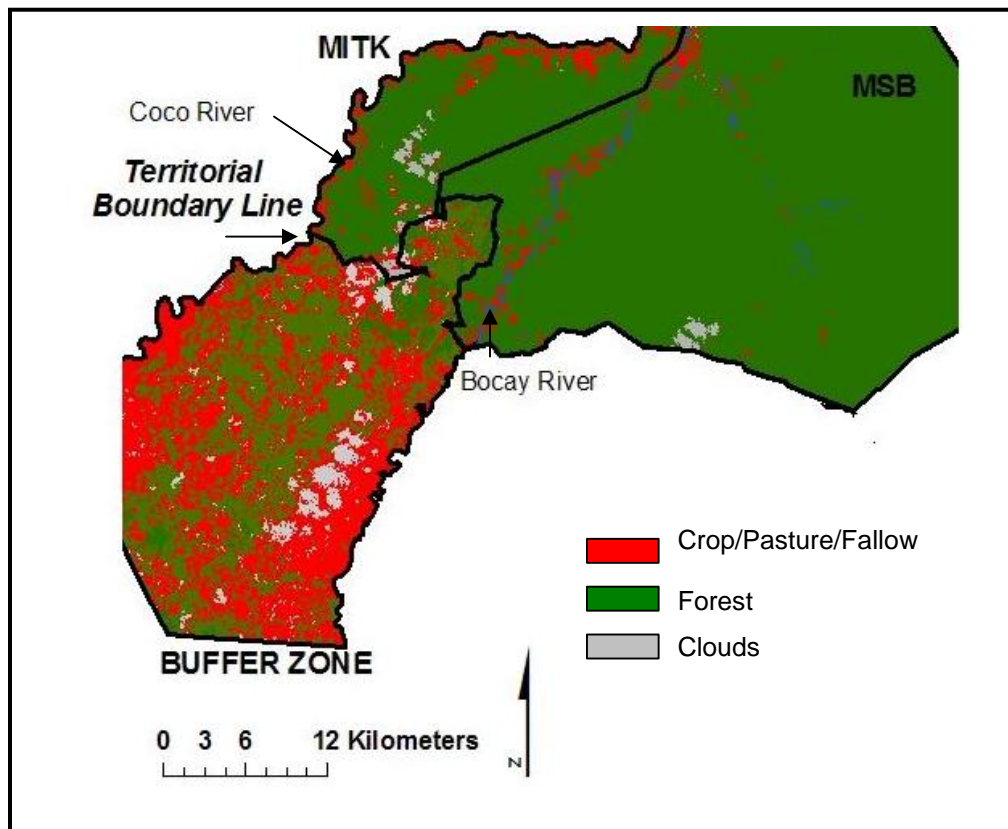 MITK
MSB
Coco River
Territorial
Boundary Line
Bocay River
Crop/Pasture/Fallow
Forest
Clouds
BUFFER ZONE
0 3 6 12 Kilometers
N